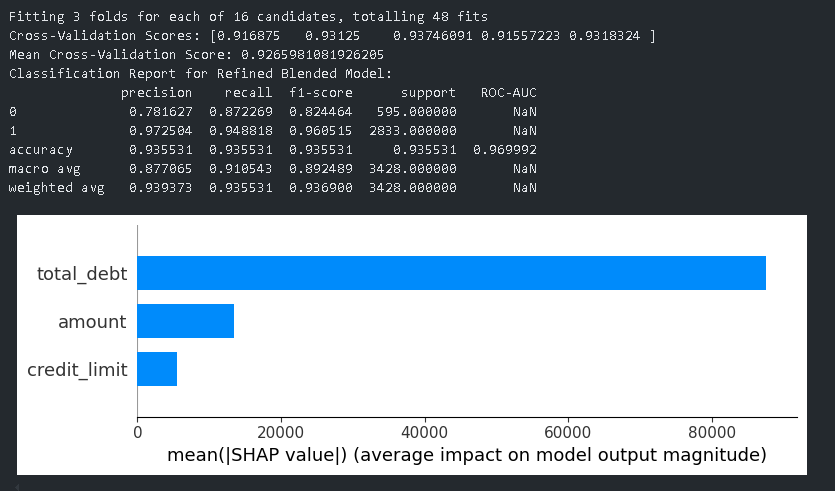 Fitting 3 folds for each of 16 candidates, totalling 48 fits
Cross-Validation Scores: [0.916875   0.93125    0.93746091 0.91557223 0.9318324 ]
Mean Cross-Validation Score: 0.9265981081926205
Classification Report for Refined Blended Model:
precision    recall  f1-score      support   ROC-AUC
0              0.781627  0.872269  0.824464   595.000000       NaN
1              0.972504  0.948818  0.960515  2833.000000       NaN
accuracy       0.935531  0.935531  0.935531     0.935531  0.969992
macro avg      0.877065  0.910543  0.892489  3428.000000       NaN
weighted avg   0.939373  0.935531  0.936900  3428.000000       NaN
total_debt
amount
credit_limit
0 20000 40000 60000 80000
mean(|SHAP value|) (average impact on model output magnitude)